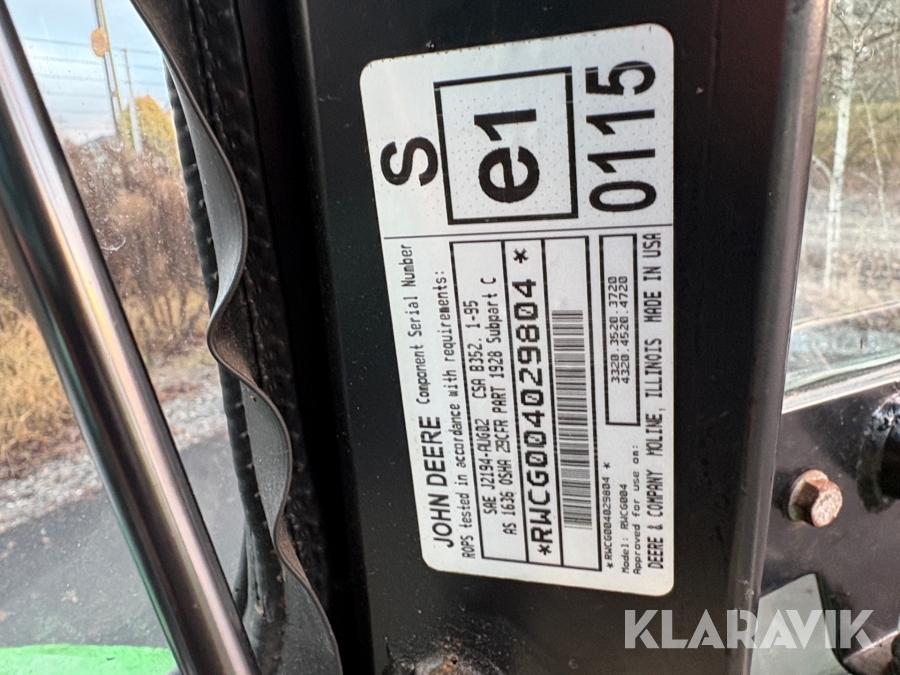 S
e1
0115
JOHN DEERE Component Serial Number
ROPS tested in accordance with requirements:
SAE J2194-AUG02 CSA B352. 1-95
AS 1636 OSHA 29CFR PART 1928 Subpart C
*RWCG004029804 *
*RWCG004029804 *
Model: RWCG004
Approved for use on:
3320:3520:3720
4320:4520:4720
DEERE & COMPANY MOLINE, ILLINOIS MADE IN USA
KLARAVIK